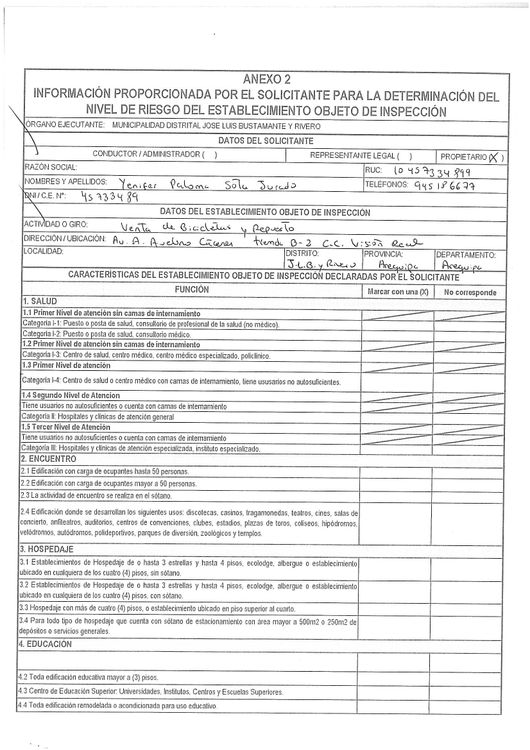 ANEXO 2
INFORMACIÓN PROPORCIONADA POR EL SOLICITANTE PARA LA DETERMINACIÓN DEL
NIVEL DE RIESGO DEL ESTABLECIMIENTO OBJETO DE INSPECCIÓN
ÓRGANO EJECUTANTE: MUNICIPALIDAD DISTRITAL JOSE LUIS BUSTAMANTE Y RIVERO
DATOS DEL SOLICITANTE
CONDUCTOR / ADMINISTRADOR ( ) REPRESENTANTE LEGAL ( ) PROPIETARIO (X)
RAZÓN SOCIAL: RUC: 10457334899
NOMBRES Y APELLIDOS: Yenifer Paloma Sola Jurado TELEFONOS: 945186677
DNI / C.E. N°: 45733489
DATOS DEL ESTABLECIMIENTO OBJETO DE INSPECCIÓN
ACTIVIDAD O GIRO: Venta de Bicicletas y Repuesto
DIRECCIÓN / UBICACIÓN: Av. A. Avelino Cáceres tienda B-3 C.C. Visión
LOCALIDAD: DISTRITO: J.L.B. y Rivero PROVINCIA: Arequipa DEPARTAMENTO: Arequipa
CARACTERÍSTICAS DEL ESTABLECIMIENTO OBJETO DE INSPECCIÓN DECLARADAS POR EL SOLICITANTE
FUNCIÓN Marcar con una (X) No corresponde
1. SALUD
1.1 Primer Nivel de atención sin camas de internamiento
Categoría I-1: Puesto o posta de salud, consultorio de profesional de la salud (no médico).
Categoría I-2: Puesto o posta de salud, consultorio médico.
1.2 Primer Nivel de atención sin camas de internamiento
Categoría I-3: Centro de salud, centro médico, centro médico especializado, policlínico.
1.3 Primer Nivel de atención
Categoría I-4: Centro de salud o centro médico con camas de internamiento, tiene ususarios no autosuficientes.
1.4 Segundo Nivel de Atencion
Tiene usuarios no autosuficientes o cuenta con camas de internamiento
Categoría II: Hospitales y clínicas de atención general
1.5 Tercer Nivel de Atención
Tiene usuarios no autosuficientes o cuenta con camas de internamiento
Categoría III: Hospitales y clínicas de atención especializada, instituto especializado.
2. ENCUENTRO
2.1 Edificación con carga de ocupantes hasta 50 personas.
2.2 Edificación con carga de ocupantes mayor a 50 personas.
2.3 La actividad de encuentro se realiza en el sótano.
2.4 Edificación donde se desarrollan los siguientes usos: discotecas, casinos, tragamonedas, teatros, cines, salas de
concierto, anfiteatros, auditorios, centros de convenciones, clubes, estadios, plazas de toros, coliseos, hipódromos,
velódromos, autódromos, polideportivos, parques de diversión, zoológicos y templos.
3. HOSPEDAJE
3.1 Establecimientos de Hospedaje de o hasta 3 estrellas y hasta 4 pisos, ecolodge, albergue o establecimiento
ubicado en cualquiera de los cuatro (4) pisos, sin sótano.
3.2 Establecimientos de Hospedaje de o hasta 3 estrellas y hasta 4 pisos, ecolodge, albergue o establecimiento
ubicado en cualquiera de los cuatro (4) pisos, con sótano.
3.3 Hospedaje con más de cuatro (4) pisos, o establecimiento ubicado en piso superior al cuarto.
3.4 Para todo tipo de hospedaje que cuenta con sótano de estacionamiento con área mayor a 500m2 o 250m2 de
depósitos o servicios generales.
4. EDUCACIÓN
4.2 Toda edificación educativa mayor a (3) pisos.
4.3 Centro de Educación Superior: Universidades, Institutos, Centros y Escuelas Superiores.
4.4 Toda edificación remodelada o acondicionada para uso educativo